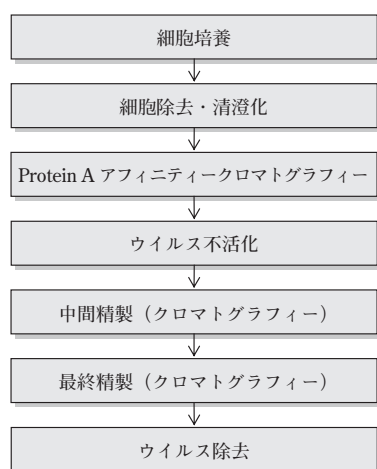 細胞培養
細胞除去・清澄化
Protein A アフィニティークロマトグラフィー
ウイルス不活化
中間精製（クロマトグラフィー）
最終精製（クロマトグラフィー）
ウイルス除去